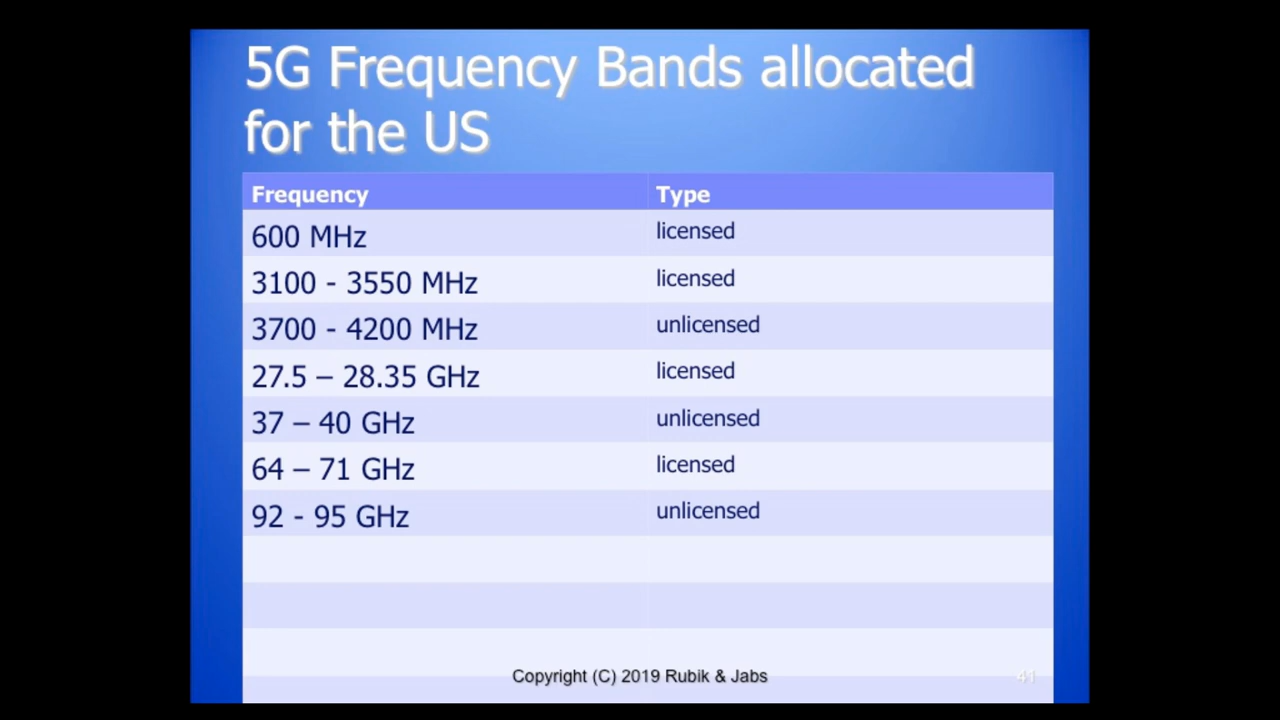 5G Frequency Bands allocated
for the US
Frequency Type
600 MHz licensed
3100 - 3550 MHz licensed
3700 - 4200 MHz unlicensed
27.5 – 28.35 GHz licensed
37 – 40 GHz unlicensed
64 – 71 GHz licensed
92 - 95 GHz unlicensed
Copyright (C) 2019 Rubik & Jabs 41